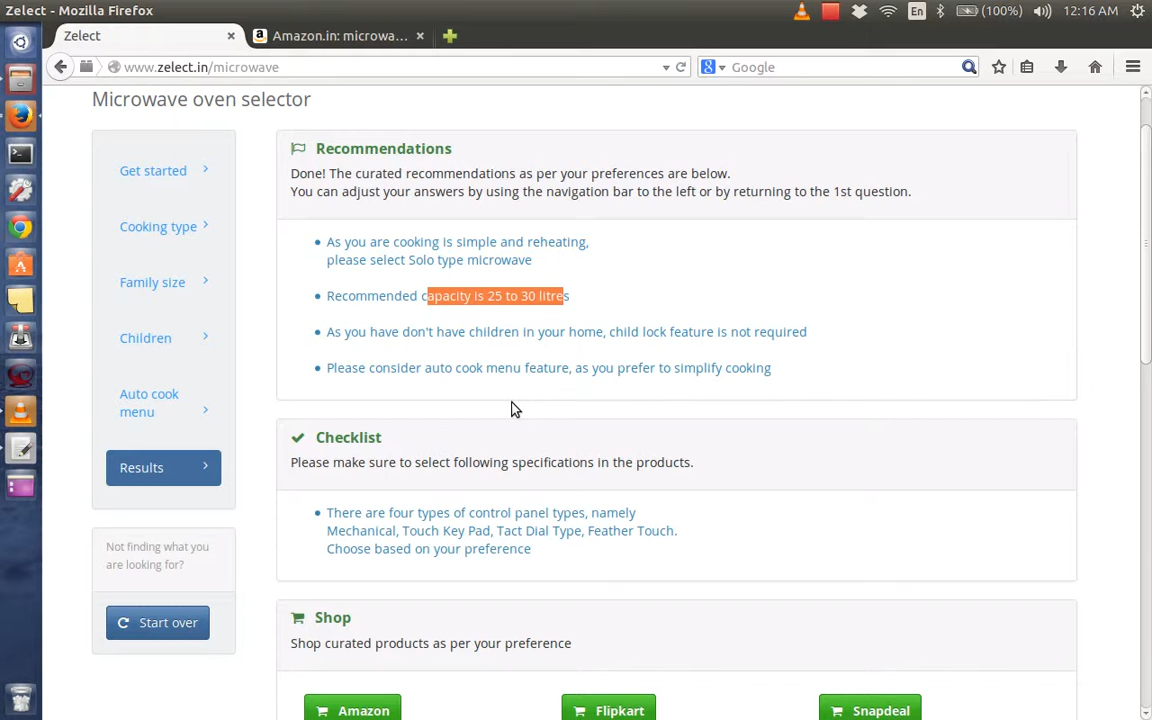 Zelect - Mozilla Firefox
En
(100%)
12:16 AM
Zelect
Amazon.in: microwa...
www.zelect.in/microwave
Google
Microwave oven selector
Get started
Cooking type
Family size
Children
Auto cook
menu
Results
Not finding what you
are looking for?
Start over
Recommendations
Done! The curated recommendations as per your preferences are below.
You can adjust your answers by using the navigation bar to the left or by returning to the 1st question.
As you are cooking is simple and reheating,
please select Solo type microwave
Recommended capacity is 25 to 30 litres
As you have don't have children in your home, child lock feature is not required
Please consider auto cook menu feature, as you prefer to simplify cooking
Checklist
Please make sure to select following specifications in the products.
There are four types of control panel types, namely
Mechanical, Touch Key Pad, Tact Dial Type, Feather Touch.
Choose based on your preference
Shop
Shop curated products as per your preference
Amazon
Flipkart
Snapdeal